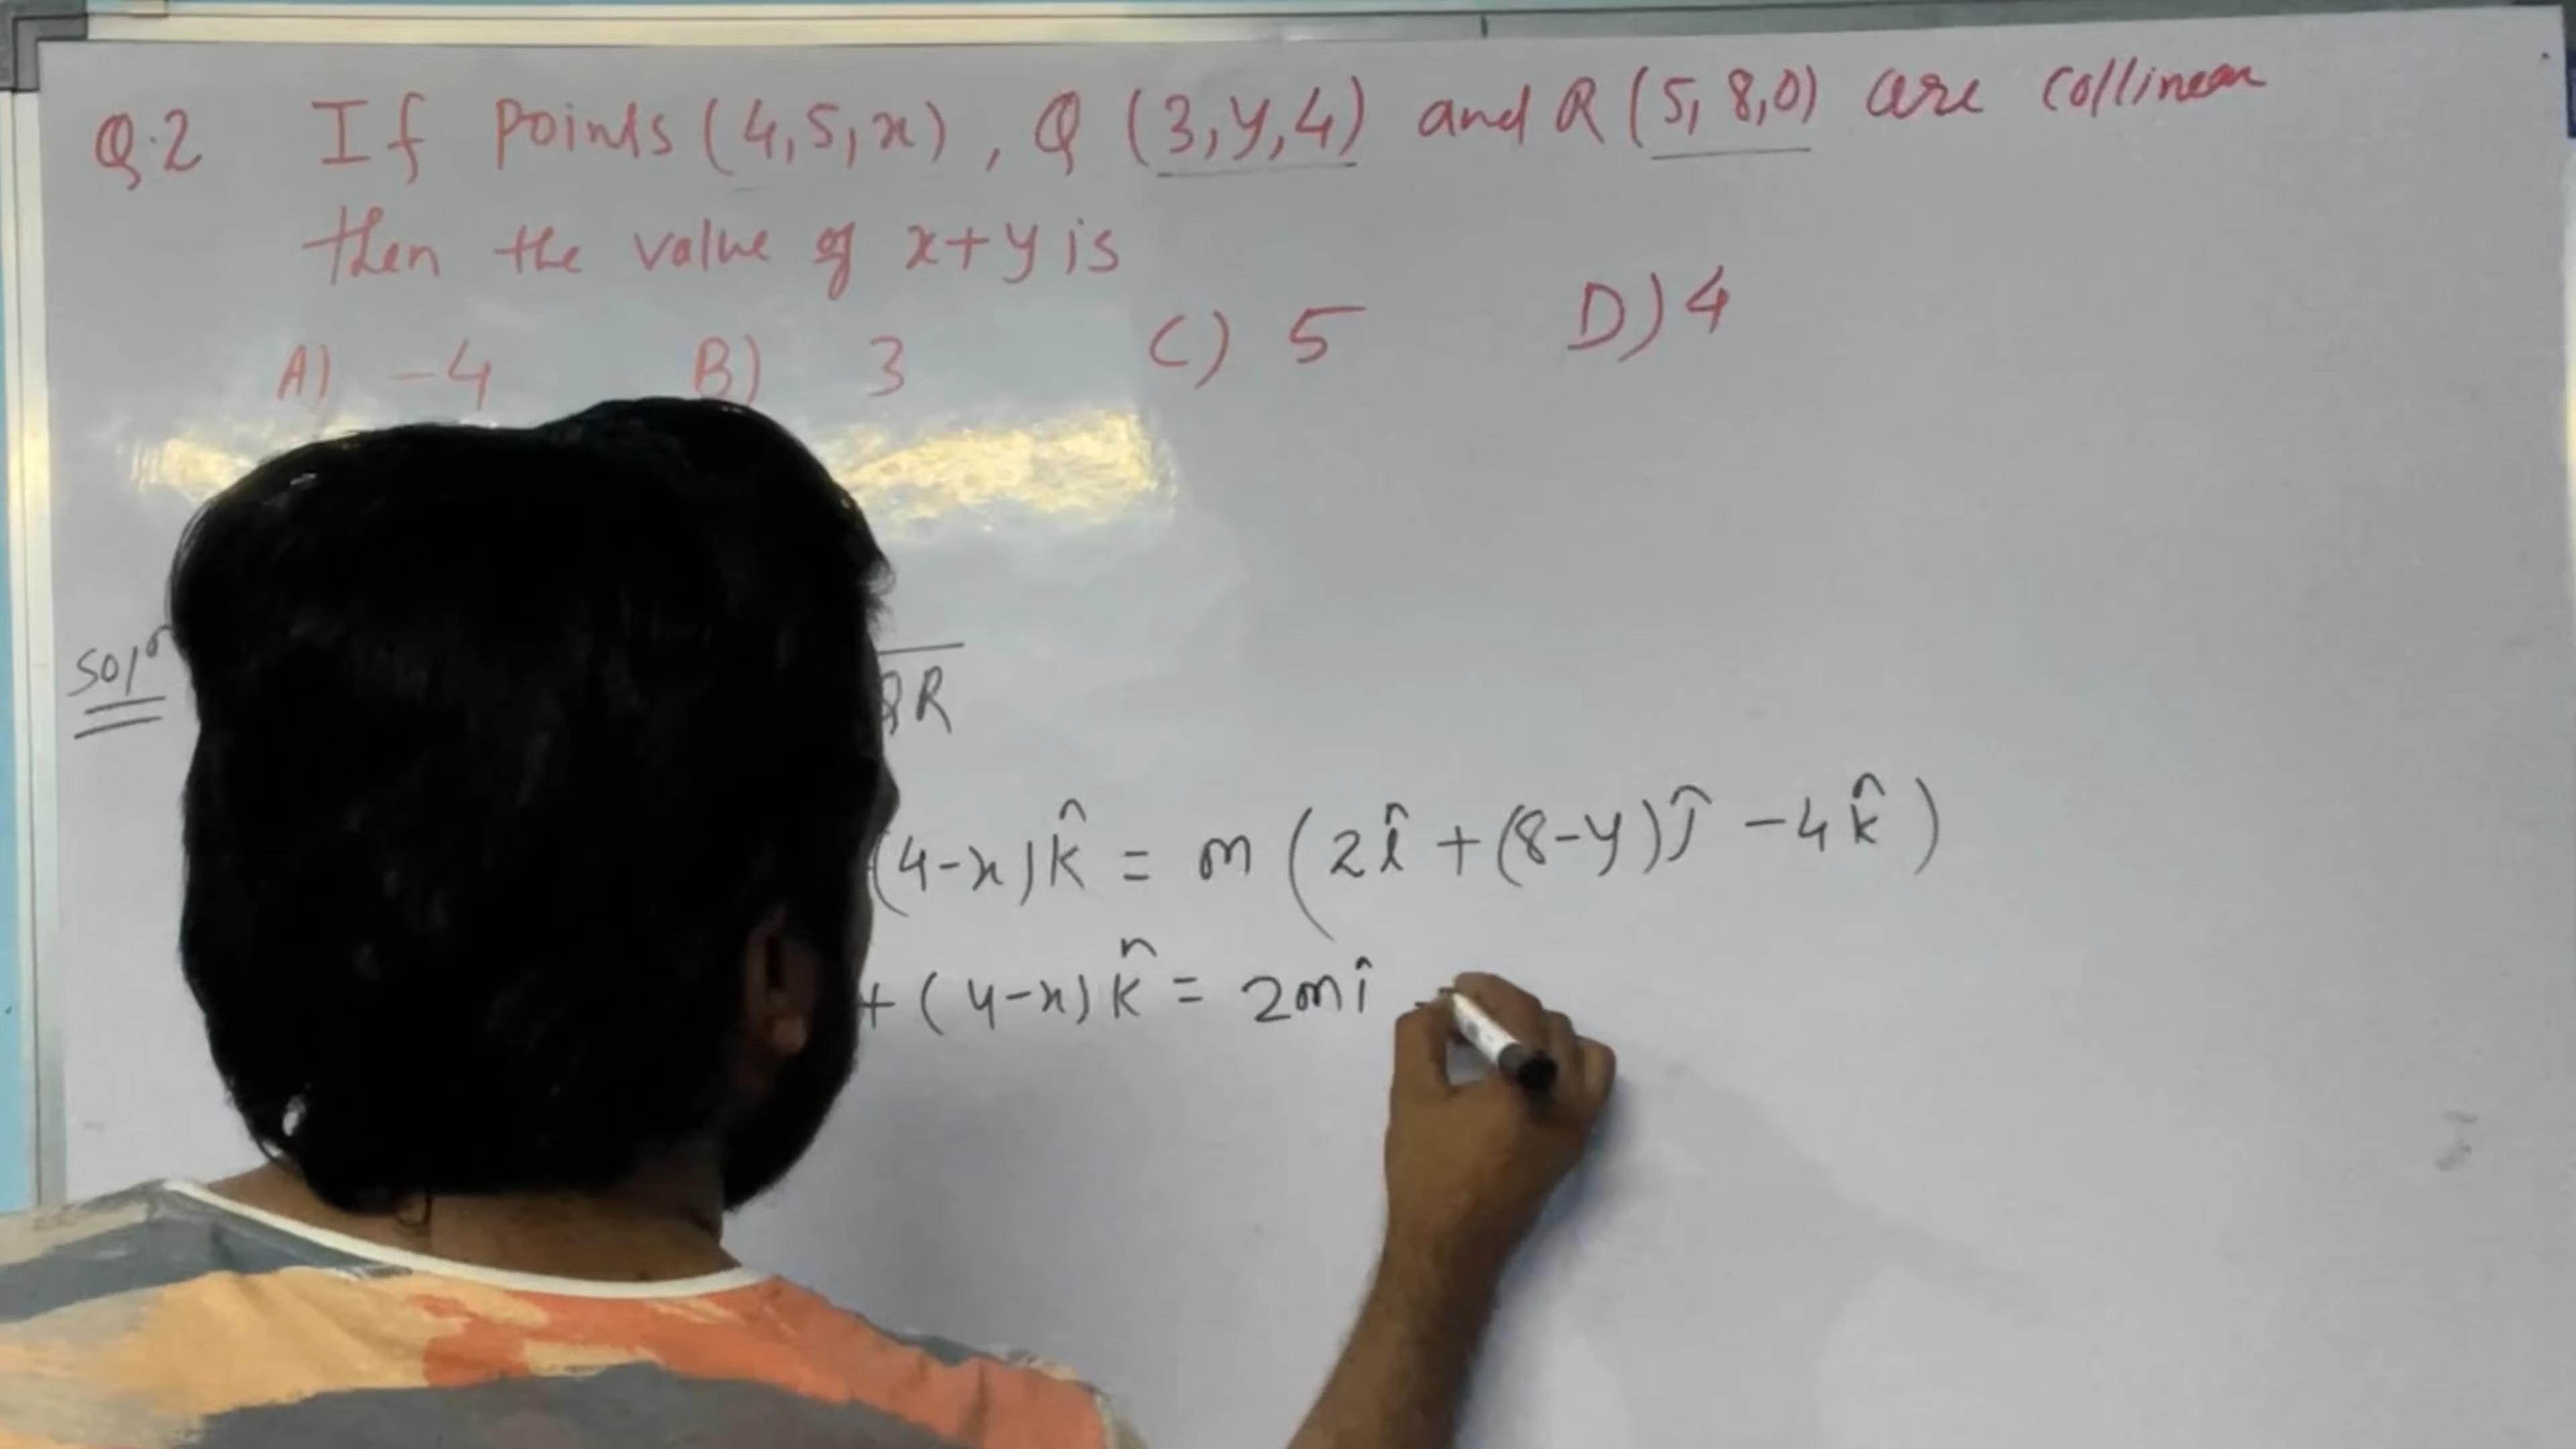 Q.2 If points (4,5,x), Q (3,y,4) and R (5,8,0) are collinear
then the value of x+y is
A) -4 B) 3 C) 5 D) 4
Solⁿ QR
(4-x)k̂ = m (2î + (8-y)ĵ - 4k̂)
+ (4-x)k̂ = 2mî